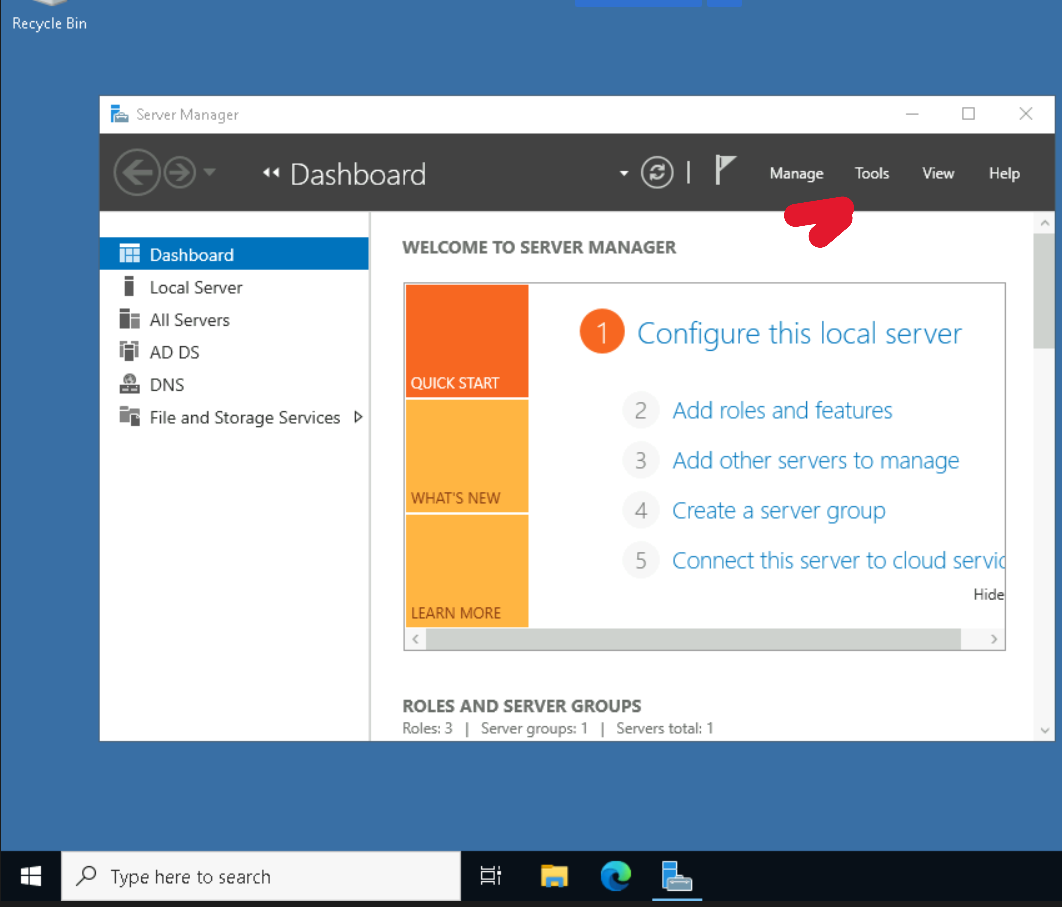 Recycle Bin
Server Manager
Dashboard
Manage Tools View Help
Dashboard
Local Server
All Servers
AD DS
DNS
File and Storage Services
WELCOME TO SERVER MANAGER
QUICK START
WHAT'S NEW
LEARN MORE
1 Configure this local server
2 Add roles and features
3 Add other servers to manage
4 Create a server group
5 Connect this server to cloud servic
Hide
ROLES AND SERVER GROUPS
Roles: 3 | Server groups: 1 | Servers total: 1
Type here to search